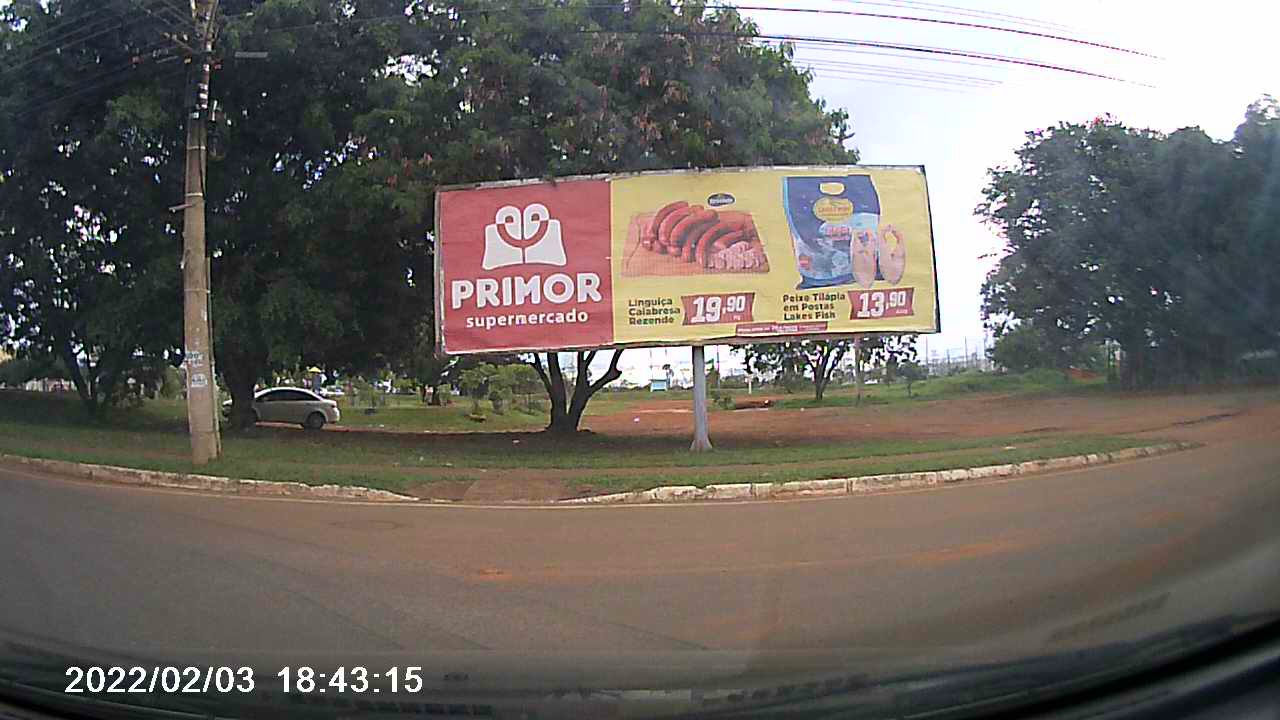 PRIMOR
supermercado
Linguiça
Calabresa
Rezende
19,90
Kg
Peixe Tilápia
em Postas
Lakes Fish
13,90
2022/02/03 18:43:15